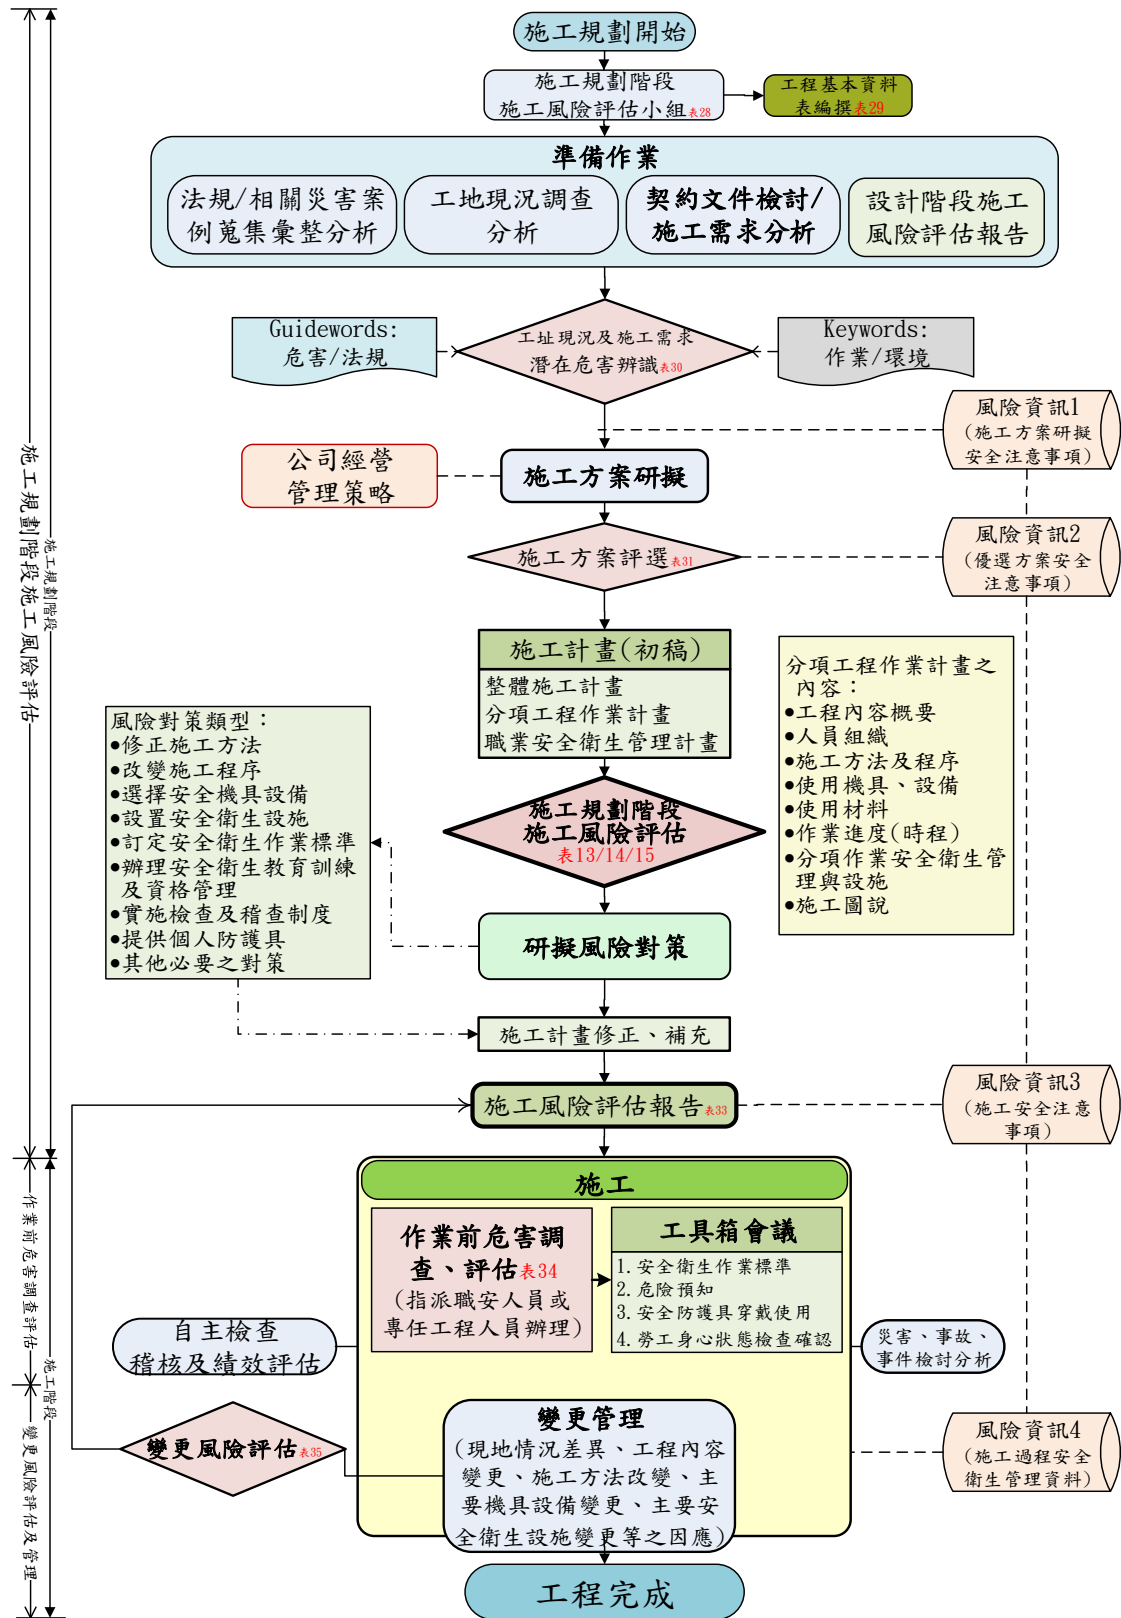 施工規劃開始
施工規劃階段
施工風險評估小組表28
工程基本資料
表編撰表29
準備作業
法規/相關災害案
例蒐集彙整分析
工地現況調查
分析
契約文件檢討/
施工需求分析
設計階段施工
風險評估報告
Guidewords:
危害/法規
工址現況及施工需求
潛在危害辨識表30
Keywords:
作業/環境
風險資訊1
(施工方案研擬
安全注意事項)
公司經營
管理策略
施工方案研擬
施工方案評選表31
風險資訊2
(優選方案安全
注意事項)
施工計畫(初稿)
整體施工計畫
分項工程作業計畫
職業安全衛生管理計畫
分項工程作業計畫之
內容：
●工程內容概要
●人員組織
●施工方法及程序
●使用機具、設備
●使用材料
●作業進度(時程)
●分項作業安全衛生管
理與設施
●施工圖說
風險對策類型：
●修正施工方法
●改變施工程序
●選擇安全機具設備
●設置安全衛生設施
●訂定安全衛生作業標準
●辦理安全衛生教育訓練
及資格管理
●實施檢查及稽查制度
●提供個人防護具
●其他必要之對策
施工規劃階段
施工風險評估
表13/14/15
研擬風險對策
施工計畫修正、補充
施工風險評估報告表33
風險資訊3
(施工安全注意
事項)
施工
作業前危害調
查、評估表34
(指派職安人員或
專任工程人員辦理)
工具箱會議
1.安全衛生作業標準
2.危險預知
3.安全防護具穿戴使用
4.勞工身心狀態檢查確認
自主檢查
稽核及績效評估
災害、事故、
事件檢討分析
變更管理
(現地情況差異、工程內容
變更、施工方法改變、主
要機具設備變更、主要安
全衛生設施變更等之因應)
變更風險評估表35
風險資訊4
(施工過程安全
衛生管理資料)
工程完成
施工規劃階段施工風險評估
施工規劃階段
作業前危害調查評估
施工階段
變更風險評估及管理